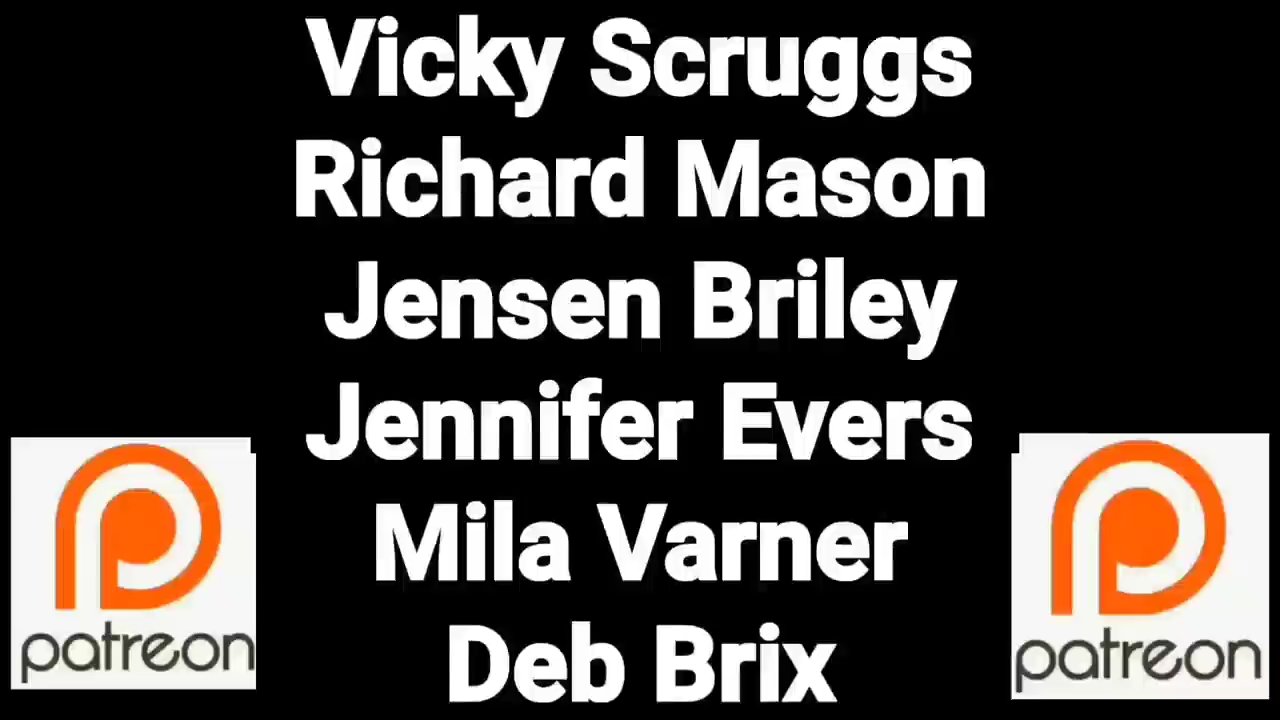 Vicky Scruggs
Richard Mason
Jensen Briley
Jennifer Evers
Mila Varner
Deb Brix
patreon
patreon